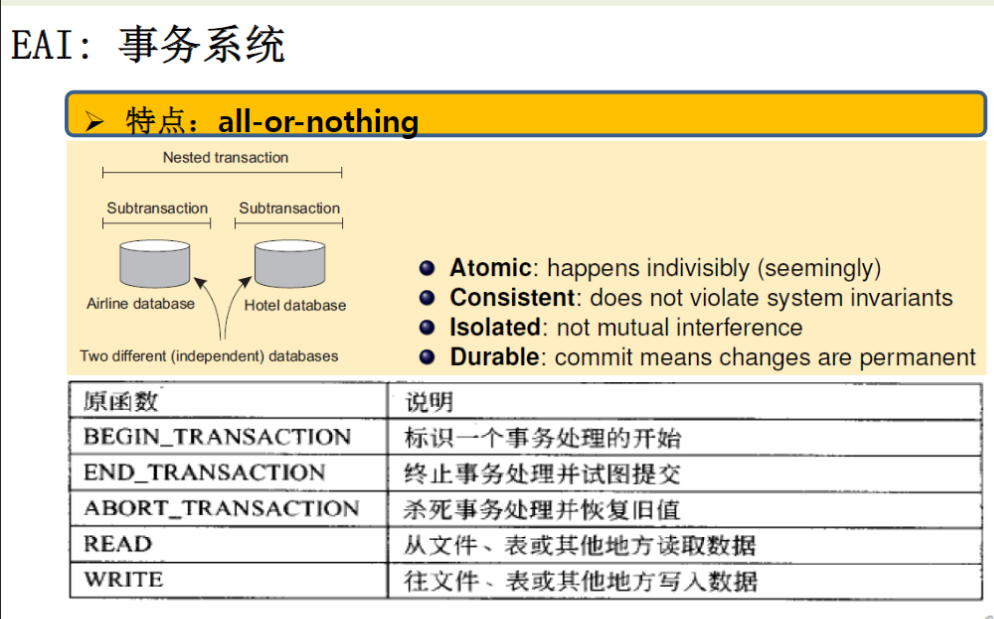 EAI: 事务系统
➢ 特点：all-or-nothing
Nested transaction
Subtransaction Subtransaction
Airline database Hotel database
Two different (independent) databases
Atomic: happens indivisibly (seemingly)
Consistent: does not violate system invariants
Isolated: not mutual interference
Durable: commit means changes are permanent
原函数 说明
BEGIN_TRANSACTION 标识一个事务处理的开始
END_TRANSACTION 终止事务处理并试图提交
ABORT_TRANSACTION 杀死事务处理并恢复旧值
READ 从文件、表或其他地方读取数据
WRITE 往文件、表或其他地方写入数据